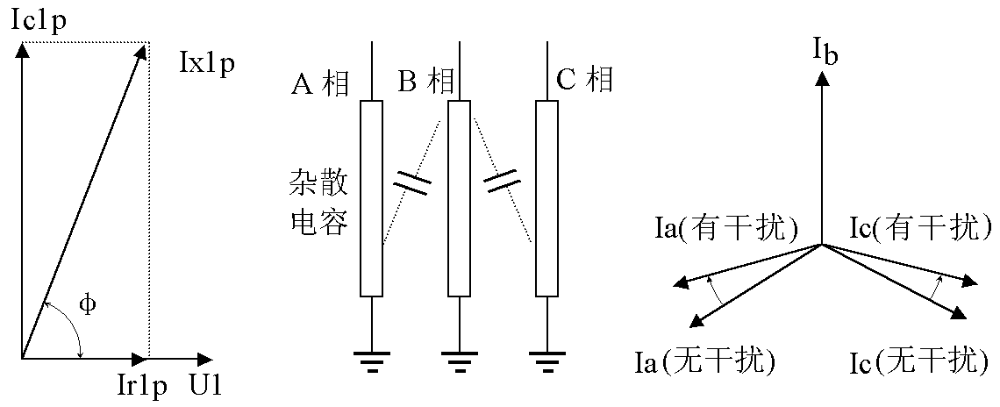 Ic1p
Ix1p
ϕ
Ir1p U1
A 相 B 相 C 相
杂散
电容
Ib
Ia(有干扰) Ic(有干扰)
Ia(无干扰) Ic(无干扰)